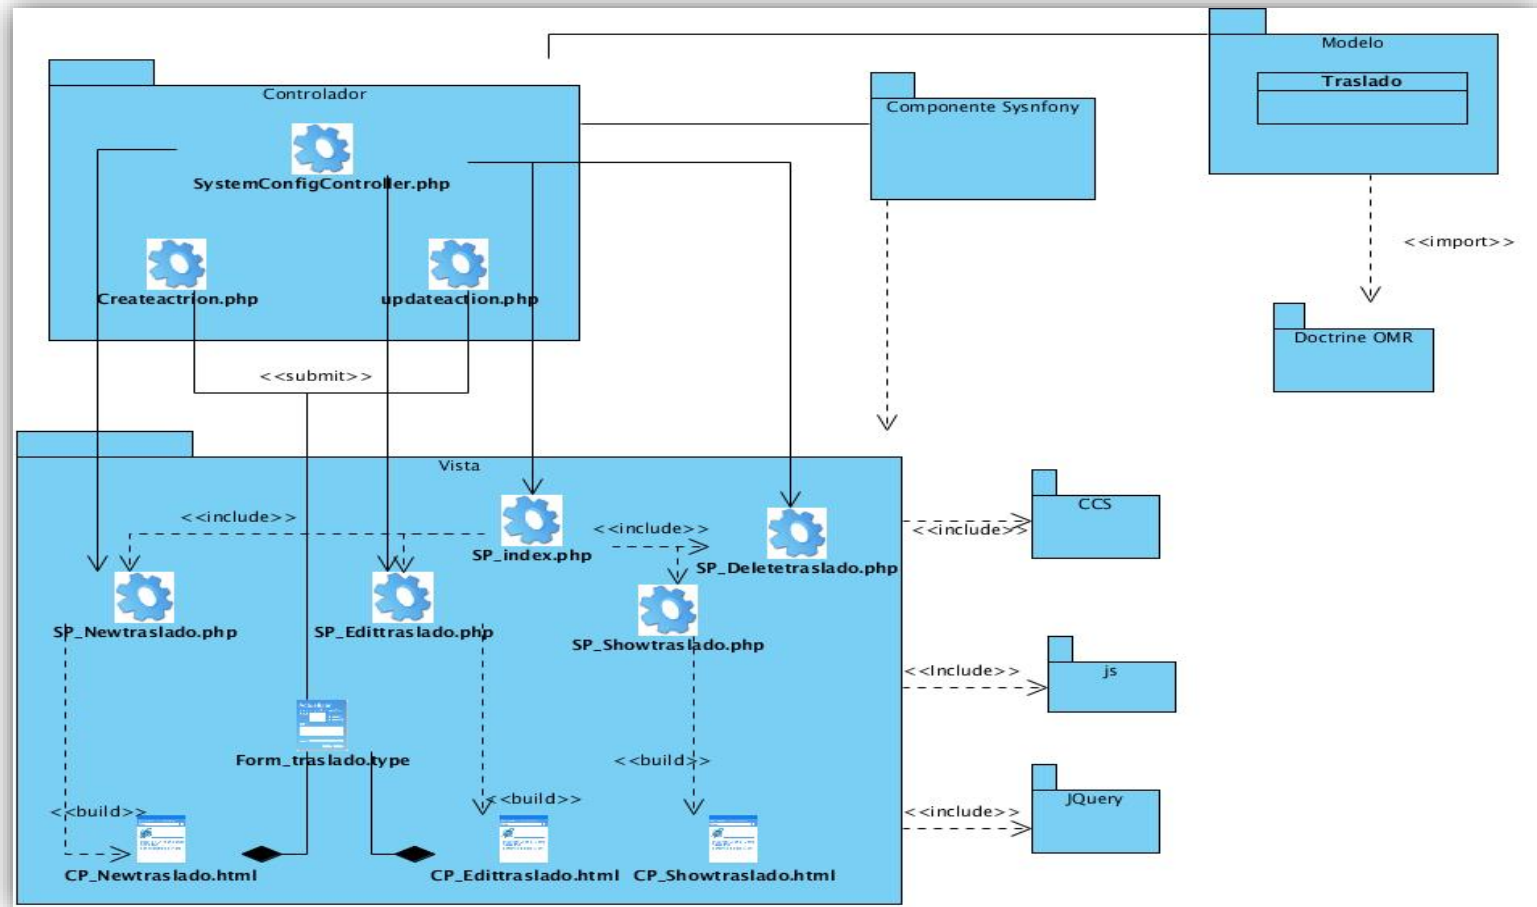 Modelo
Traslado
Controlador
Componente Sysnfony
SystemConfigController.php
<<import>>
Createactrion.php
updateaction.php
Doctrine OMR
<<submit>>
Vista
CCS
<<include>>
<<include>>
<<include>>
SP_index.php
SP_Deletetraslado.php
SP_Newtraslado.php
SP_Edittraslado.php
SP_Showtraslado.php
<<Include>>
js
Form_traslado.type
<<build>>
<<build>>
<<build>>
<<include>>
JQuery
CP_Newtraslado.html
CP_Edittraslado.html
CP_Showtraslado.html